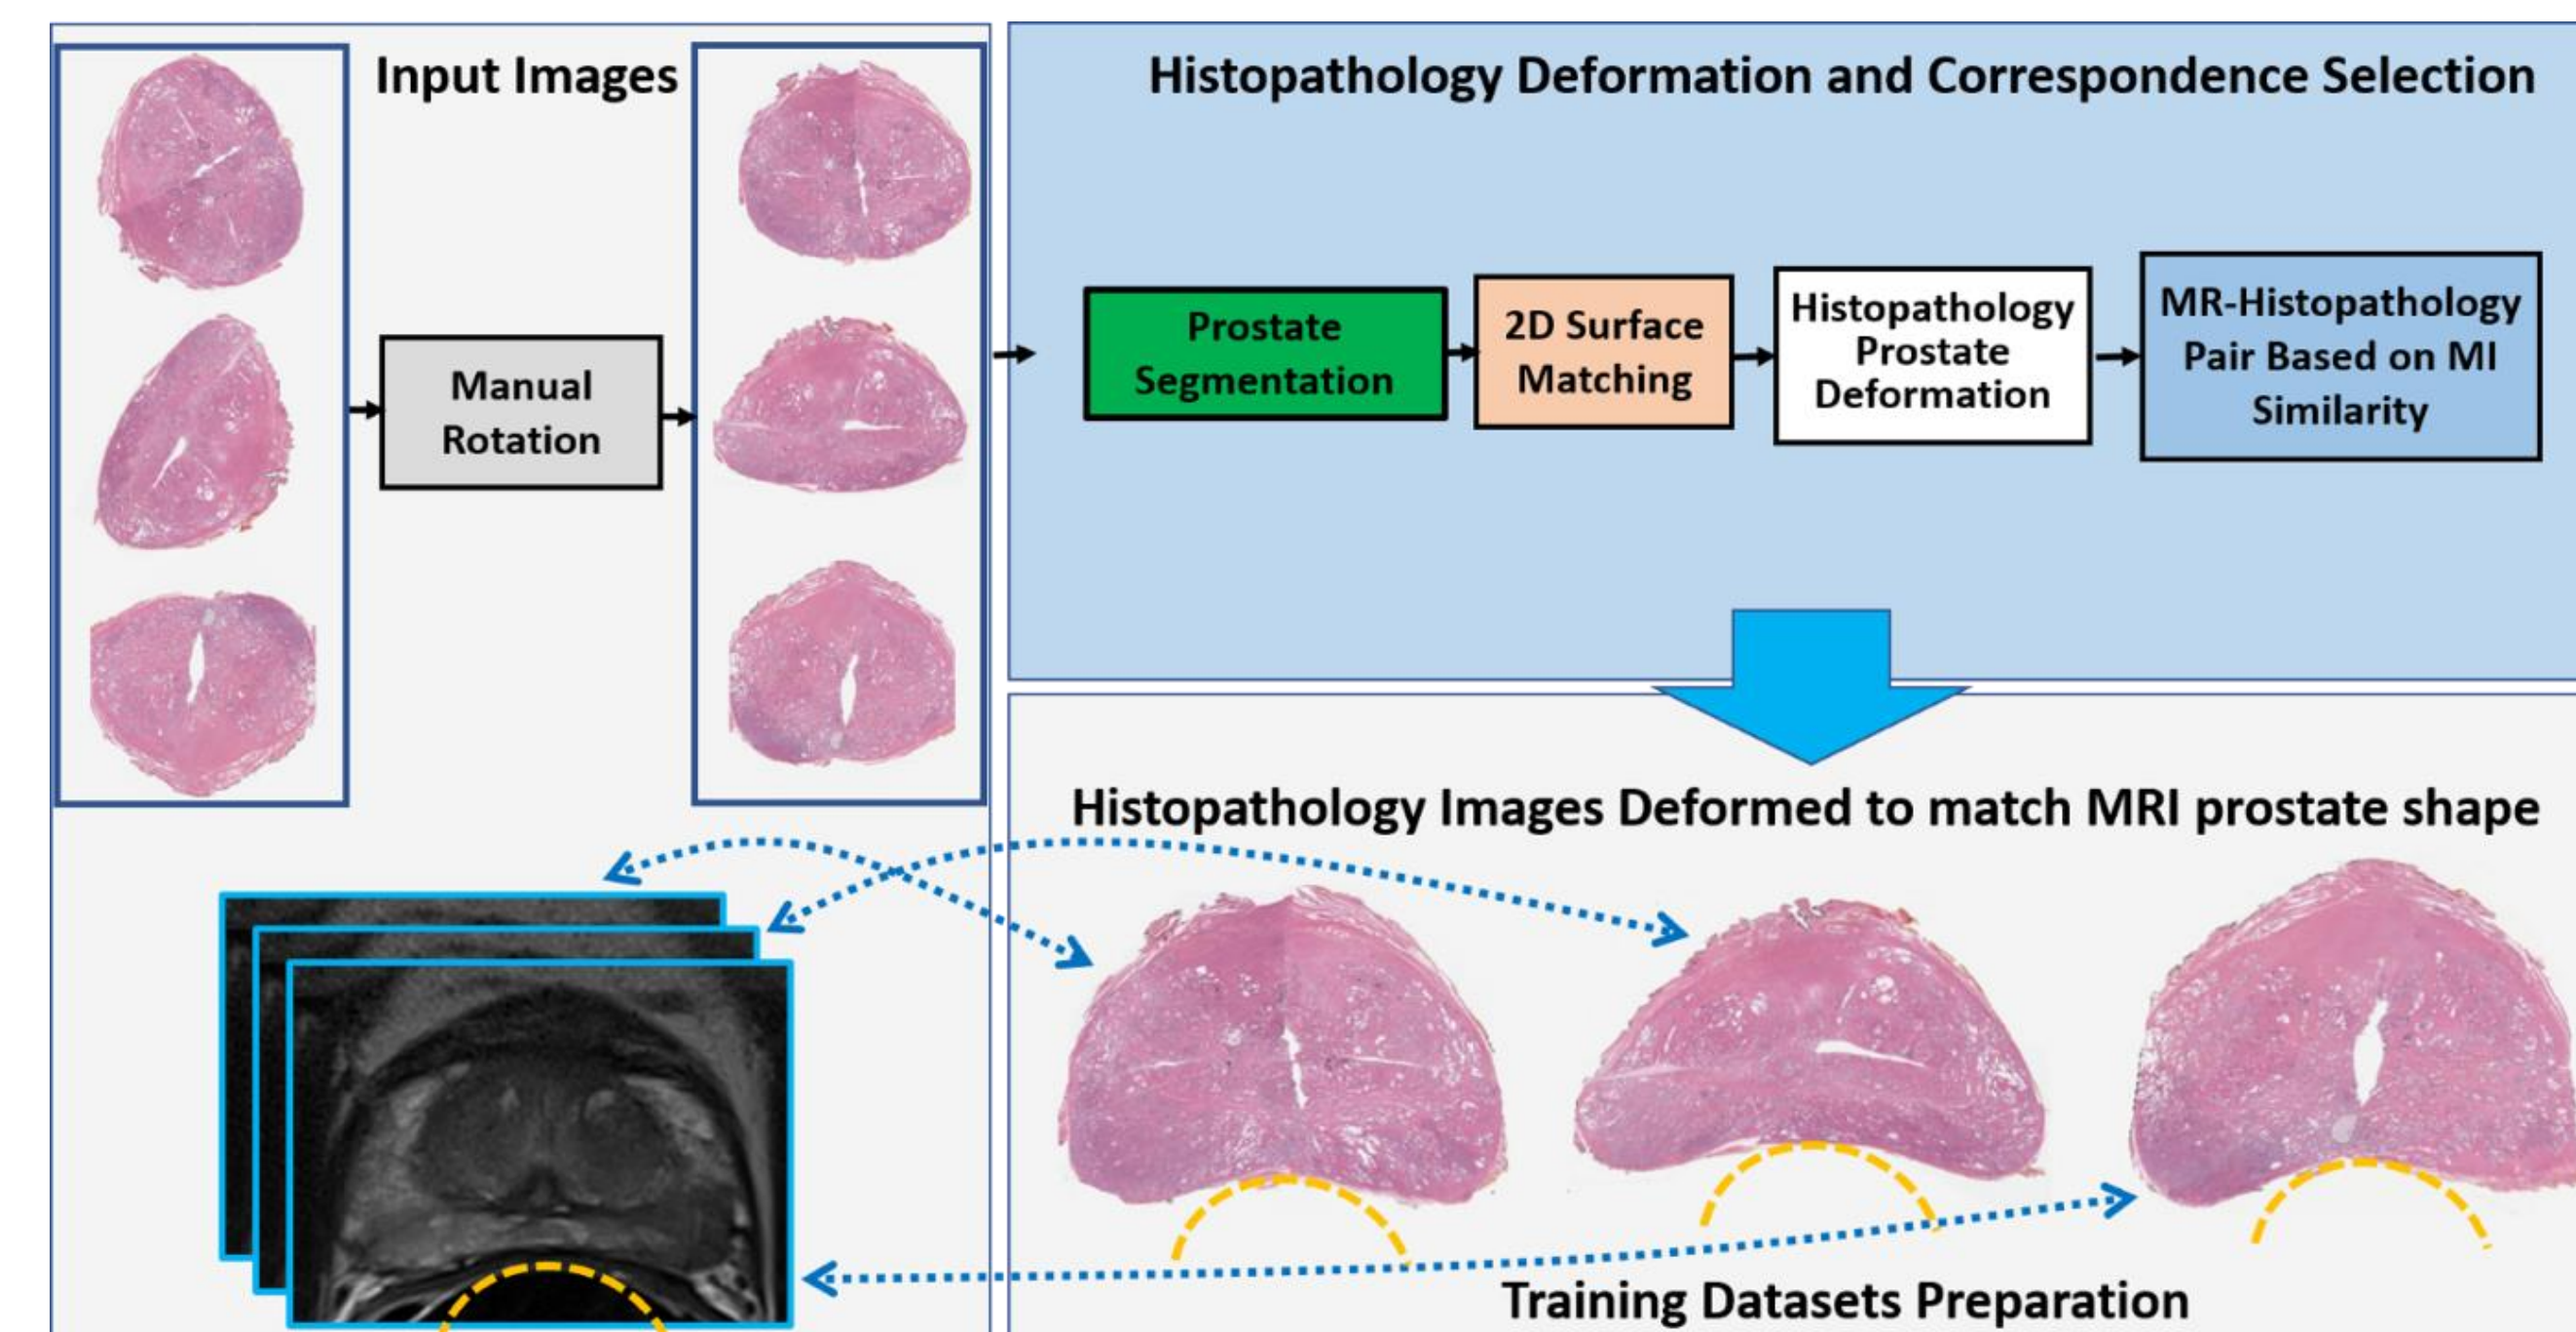 Input Images
Manual
Rotation
Histopathology Deformation and Correspondence Selection
Prostate
Segmentation
2D Surface
Matching
Histopathology
Prostate
Deformation
MR-Histopathology
Pair Based on MI
Similarity
Histopathology Images Deformed to match MRI prostate shape
Training Datasets Preparation